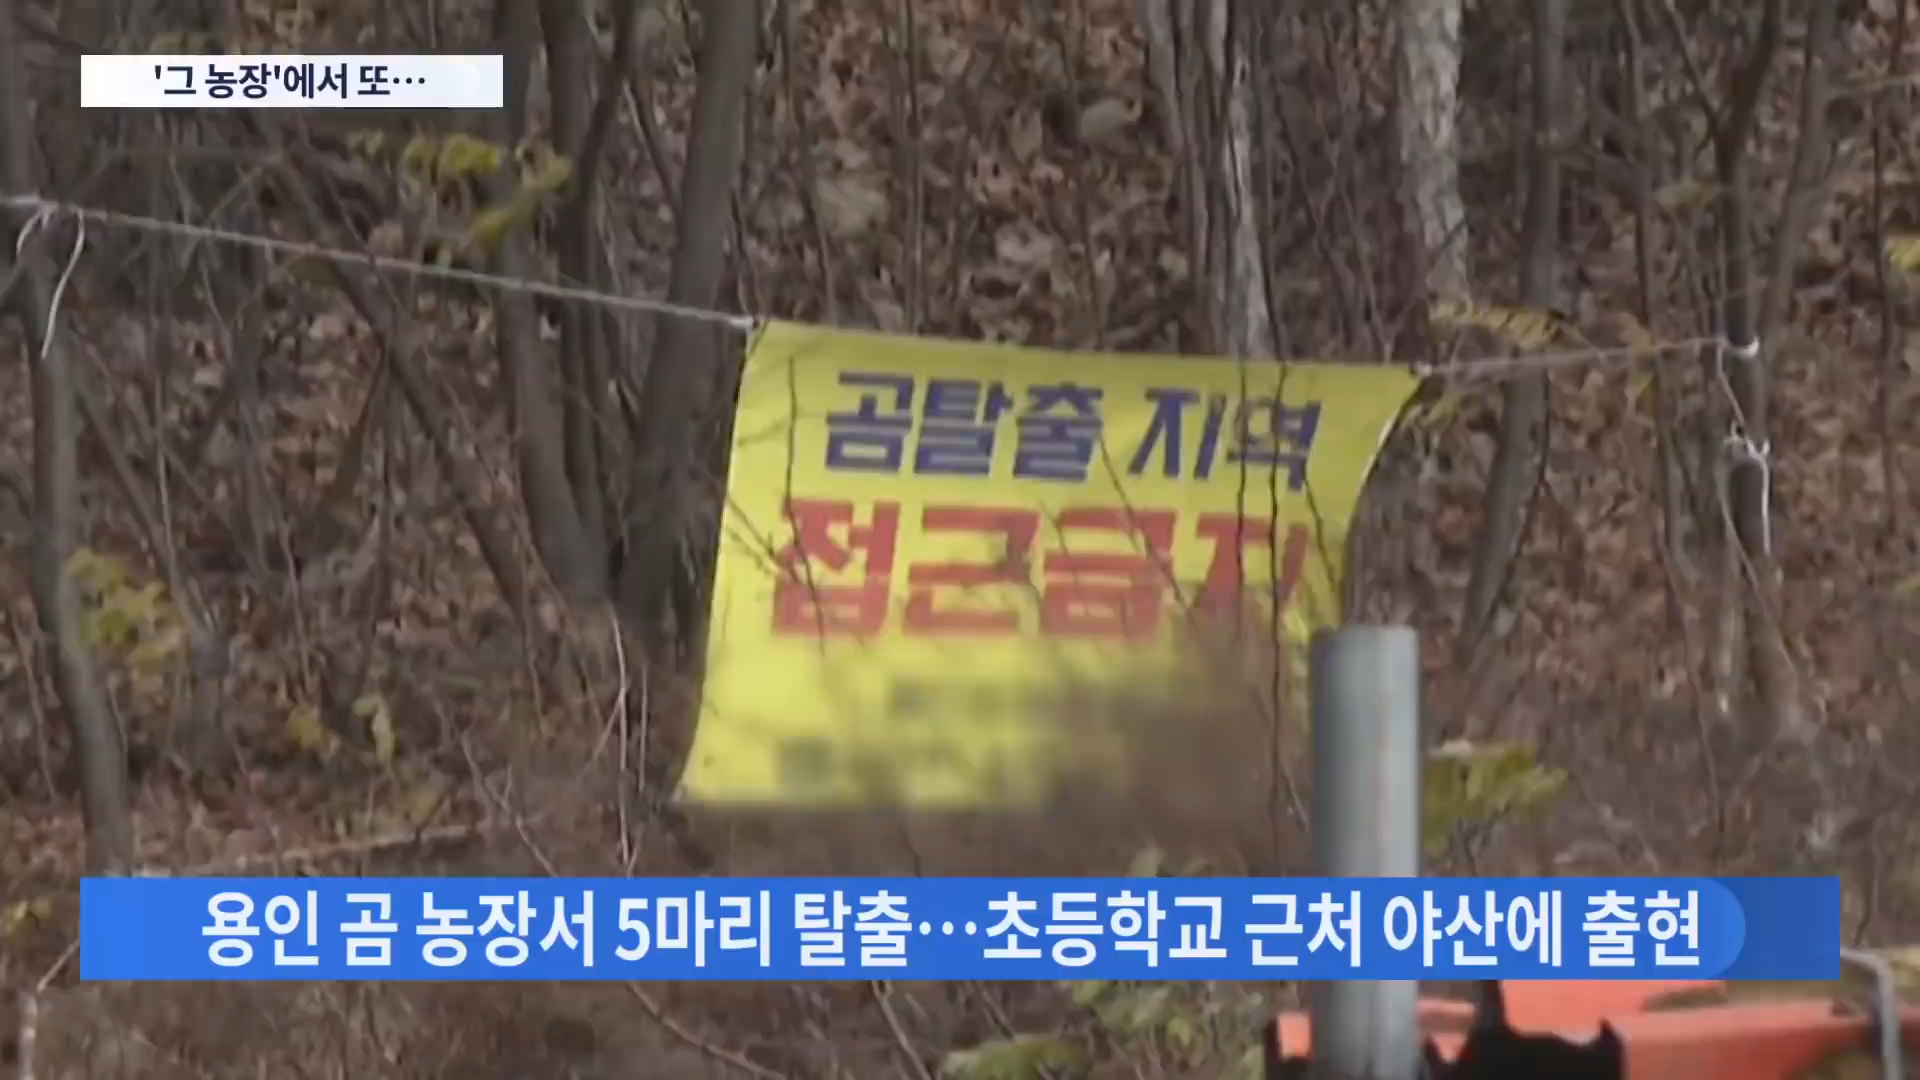 '그 농장'에서 또…
곰탈출 지역
접근금지
용인 곰 농장서 5마리 탈출…초등학교 근처 야산에 출현